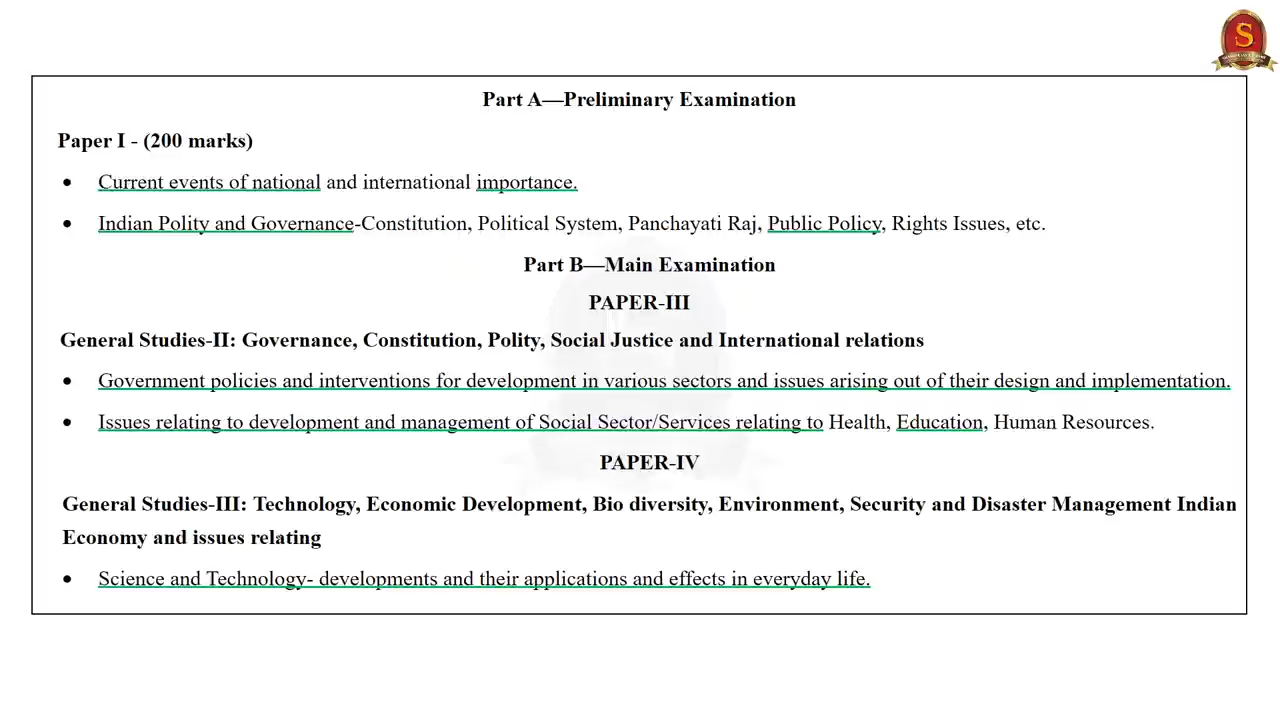 S
Part A—Preliminary Examination
Paper I - (200 marks)
• Current events of national and international importance.
• Indian Polity and Governance-Constitution, Political System, Panchayati Raj, Public Policy, Rights Issues, etc.
Part B—Main Examination
PAPER-III
General Studies-II: Governance, Constitution, Polity, Social Justice and International relations
• Government policies and interventions for development in various sectors and issues arising out of their design and implementation.
• Issues relating to development and management of Social Sector/Services relating to Health, Education, Human Resources.
PAPER-IV
General Studies-III: Technology, Economic Development, Bio diversity, Environment, Security and Disaster Management Indian
Economy and issues relating
• Science and Technology- developments and their applications and effects in everyday life.